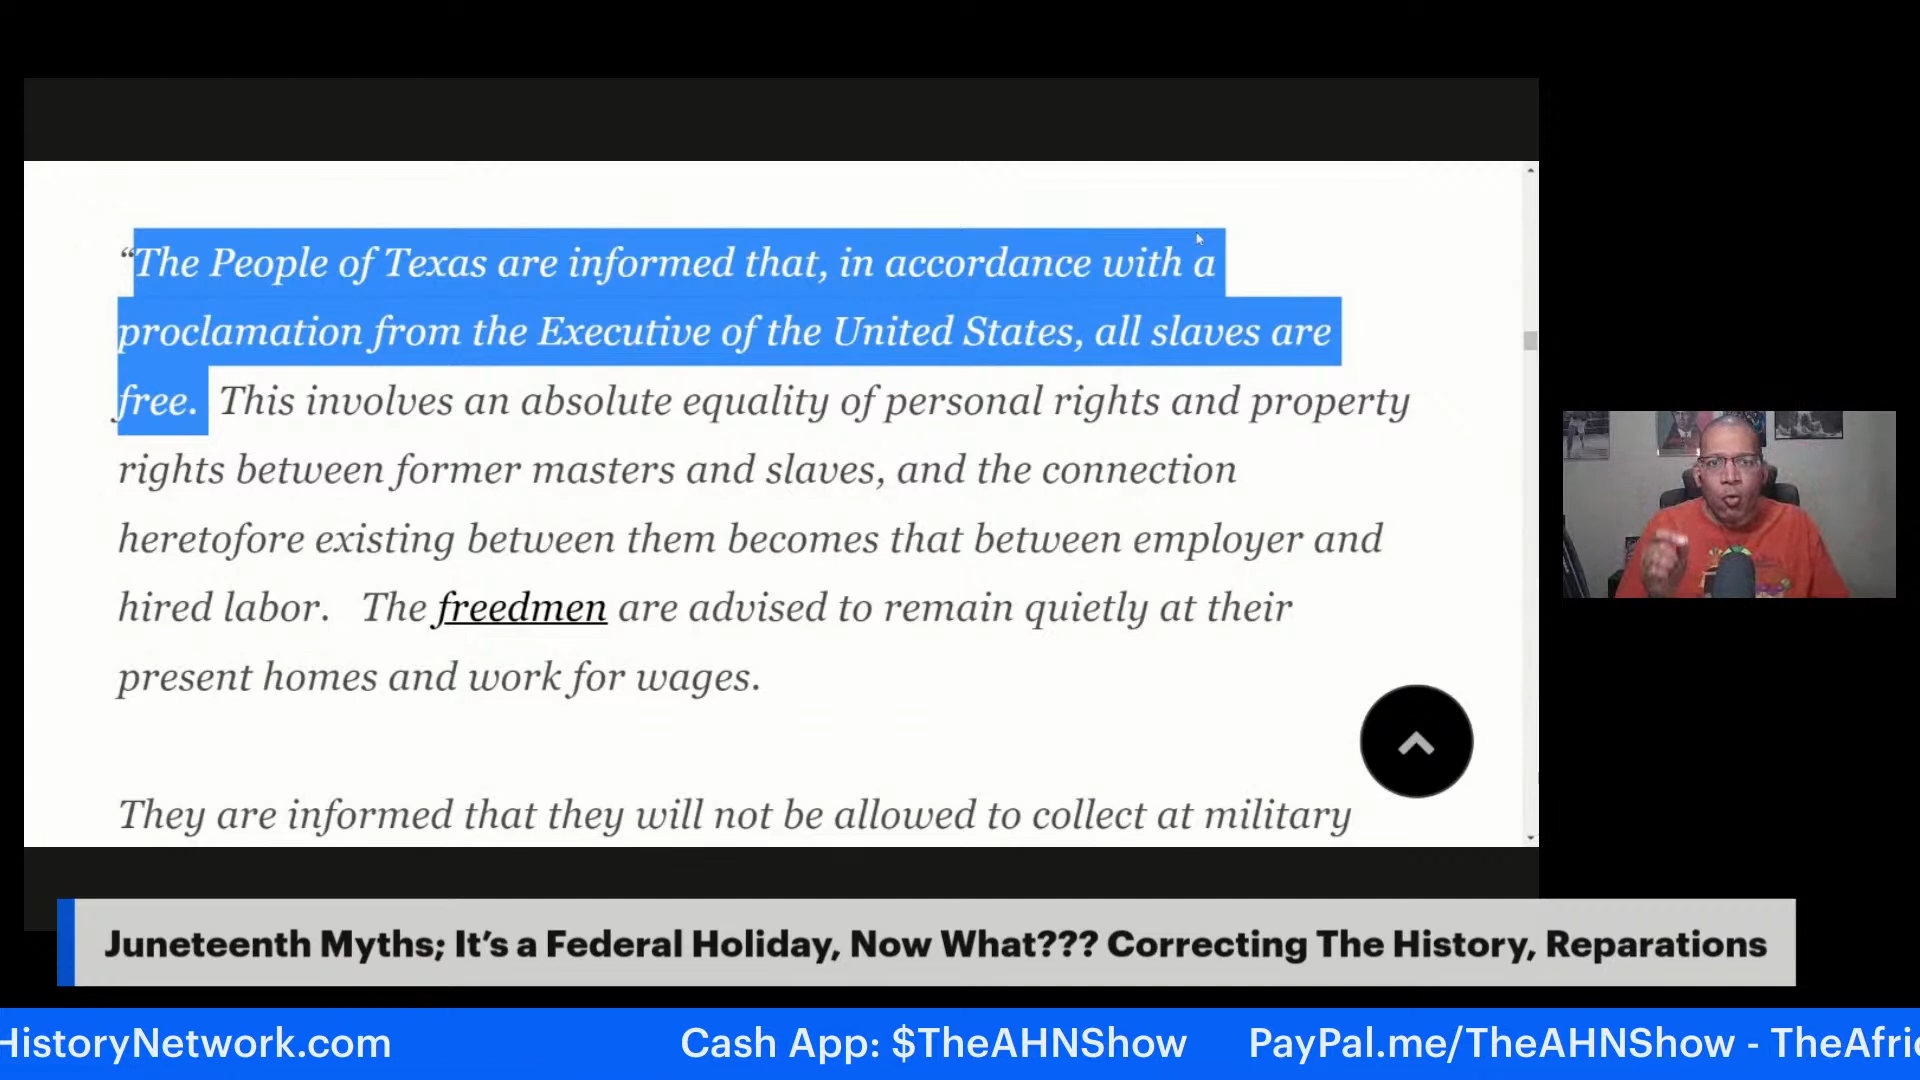 “The People of Texas are informed that, in accordance with a
proclamation from the Executive of the United States, all slaves are
free. This involves an absolute equality of personal rights and property
rights between former masters and slaves, and the connection
heretofore existing between them becomes that between employer and
hired labor. The freedmen are advised to remain quietly at their
present homes and work for wages.
They are informed that they will not be allowed to collect at military
Juneteenth Myths; It’s a Federal Holiday, Now What??? Correcting The History, Reparations
HistoryNetwork.com Cash App: $TheAHNShow PayPal.me/TheAHNShow - TheAfric